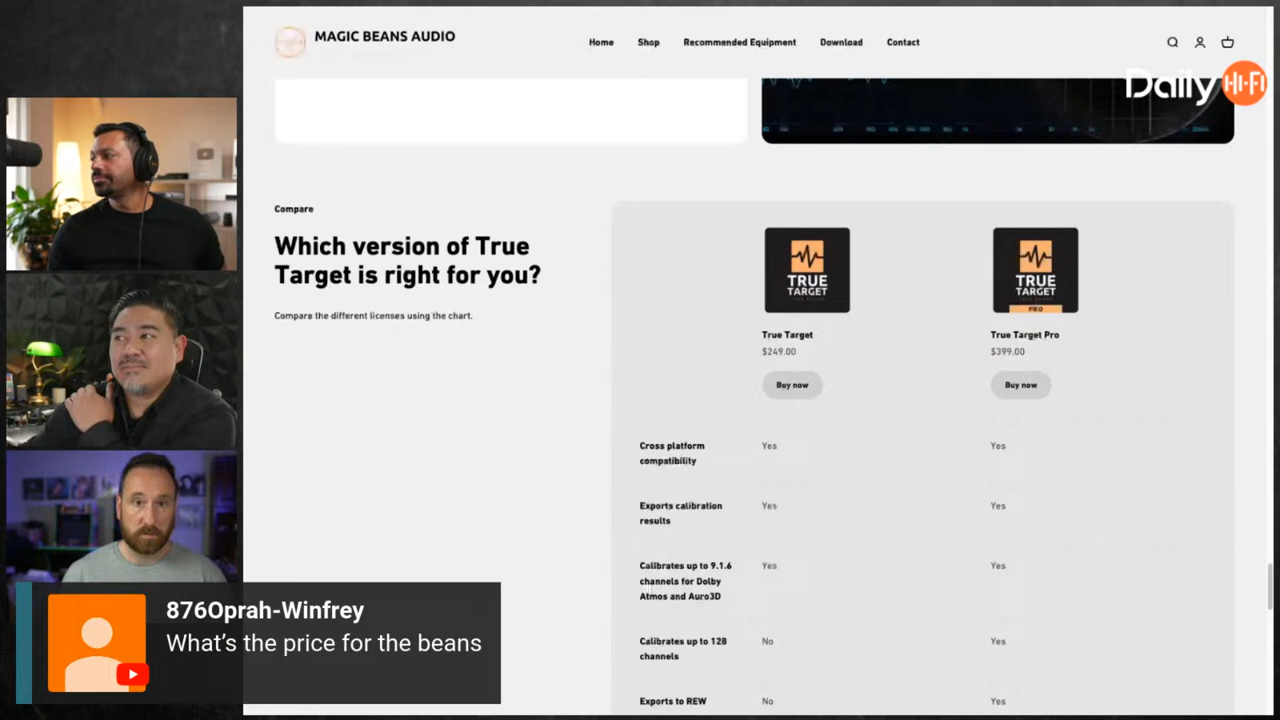 MAGIC BEANS AUDIO
Home Shop Recommended Equipment Download Contact
Daily HI-FI
Compare
Which version of True
Target is right for you?
Compare the different licenses using the chart.
TRUE
TARGET
TRUE
TARGET
PRO
True Target
$249.00
Buy now
True Target Pro
$399.00
Buy now
Cross platform
compatibility
Yes
Yes
Exports calibration
results
Yes
Yes
Calibrates up to 9.1.6
channels for Dolby
Atmos and Auro3D
Yes
Yes
Calibrates up to 128
channels
No
Yes
Exports to REW
No
Yes
876Oprah-Winfrey
What’s the price for the beans